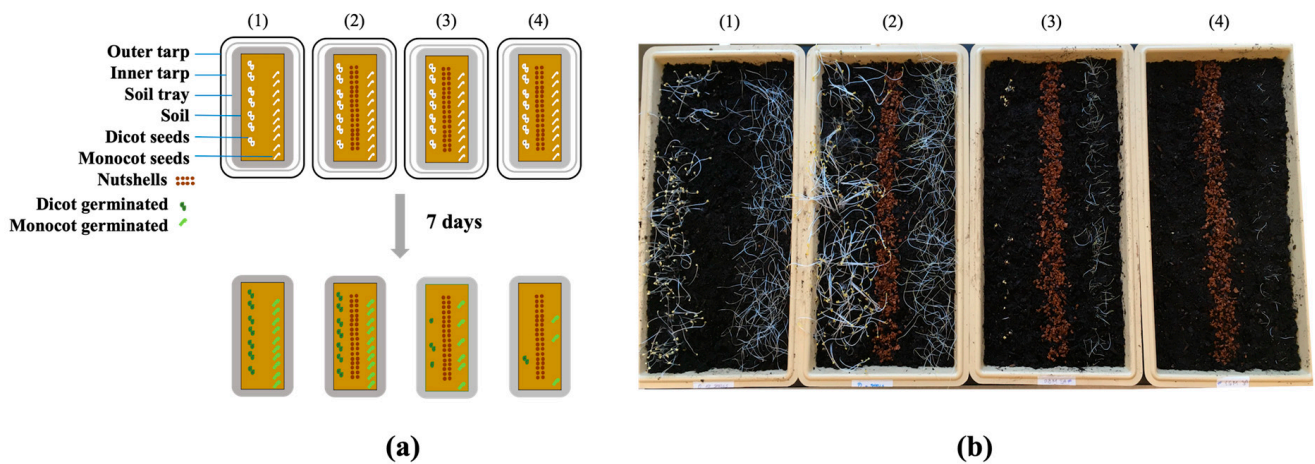 (1) (2) (3) (4)
Outer tarp
Inner tarp
Soil tray
Soil
Dicot seeds
Monocot seeds
Nutshells
Dicot germinated
Monocot germinated
7 days
(a)
(1) (2) (3) (4)
(b)